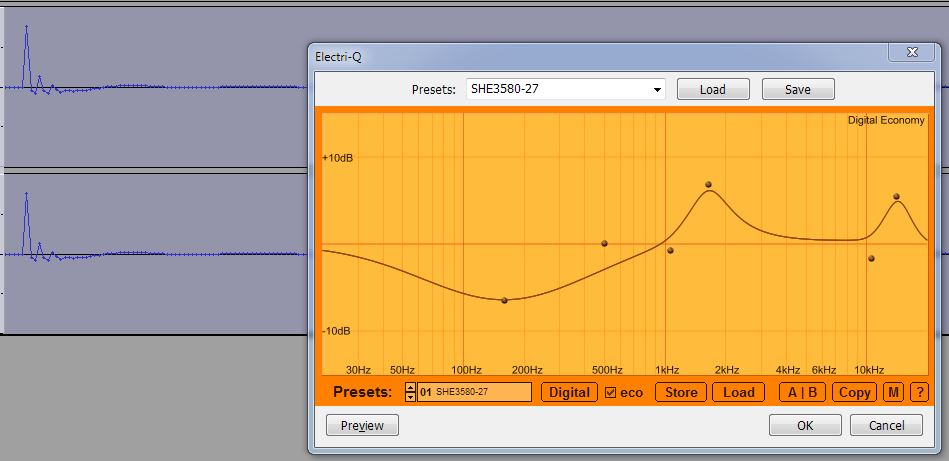 Electri-Q
Presets: SHE3580-27 Load Save
Digital Economy
+10dB
-10dB
30Hz 50Hz 100Hz 200Hz 500Hz 1kHz 2kHz 4kHz 6kHz 10kHz
Presets: 01 SHE3580-27 Digital eco Store Load A | B Copy M ?
Preview OK Cancel